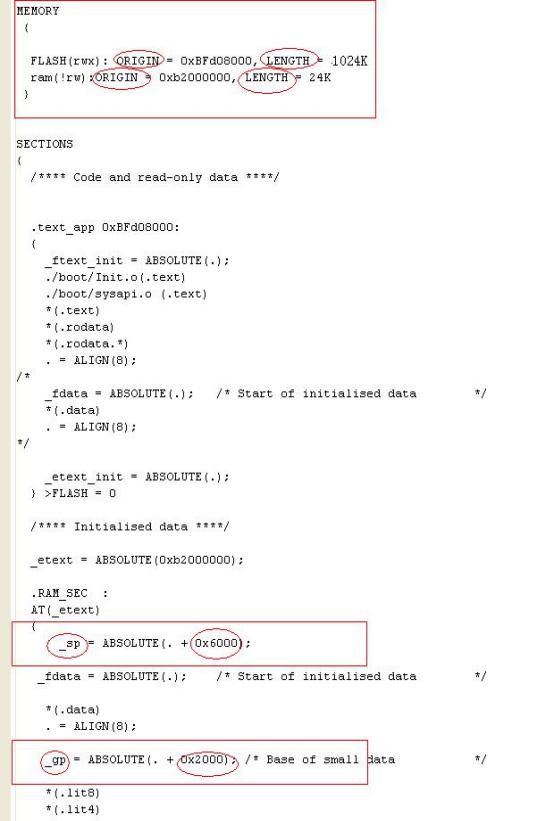 MEMORY
{
FLASH(rwx): ORIGIN = 0xBFd08000, LENGTH = 1024K
ram(!rw):ORIGIN = 0xb2000000, LENGTH = 24K
}
SECTIONS
{
/**** Code and read-only data ****/
.text_app 0xBFd08000:
{
_ftext_init = ABSOLUTE(.);
./boot/Init.o(.text)
./boot/sysapi.o (.text)
*(.text)
*(.rodata)
*(.rodata.*)
. = ALIGN(8);
/*
_fdata = ABSOLUTE(.);   /* Start of initialised data        */
*(.data)
. = ALIGN(8);
*/
_etext_init = ABSOLUTE(.);
} >FLASH = 0
/**** Initialised data ****/
_etext = ABSOLUTE(0xb2000000);
.RAM_SEC  :
AT(_etext)
{
_sp = ABSOLUTE(. + 0x6000);
_fdata = ABSOLUTE(.);    /* Start of initialised data        */
*(.data)
. = ALIGN(8);
_gp = ABSOLUTE(. + 0x2000); /* Base of small data           */
*(.lit8)
*(.lit4)